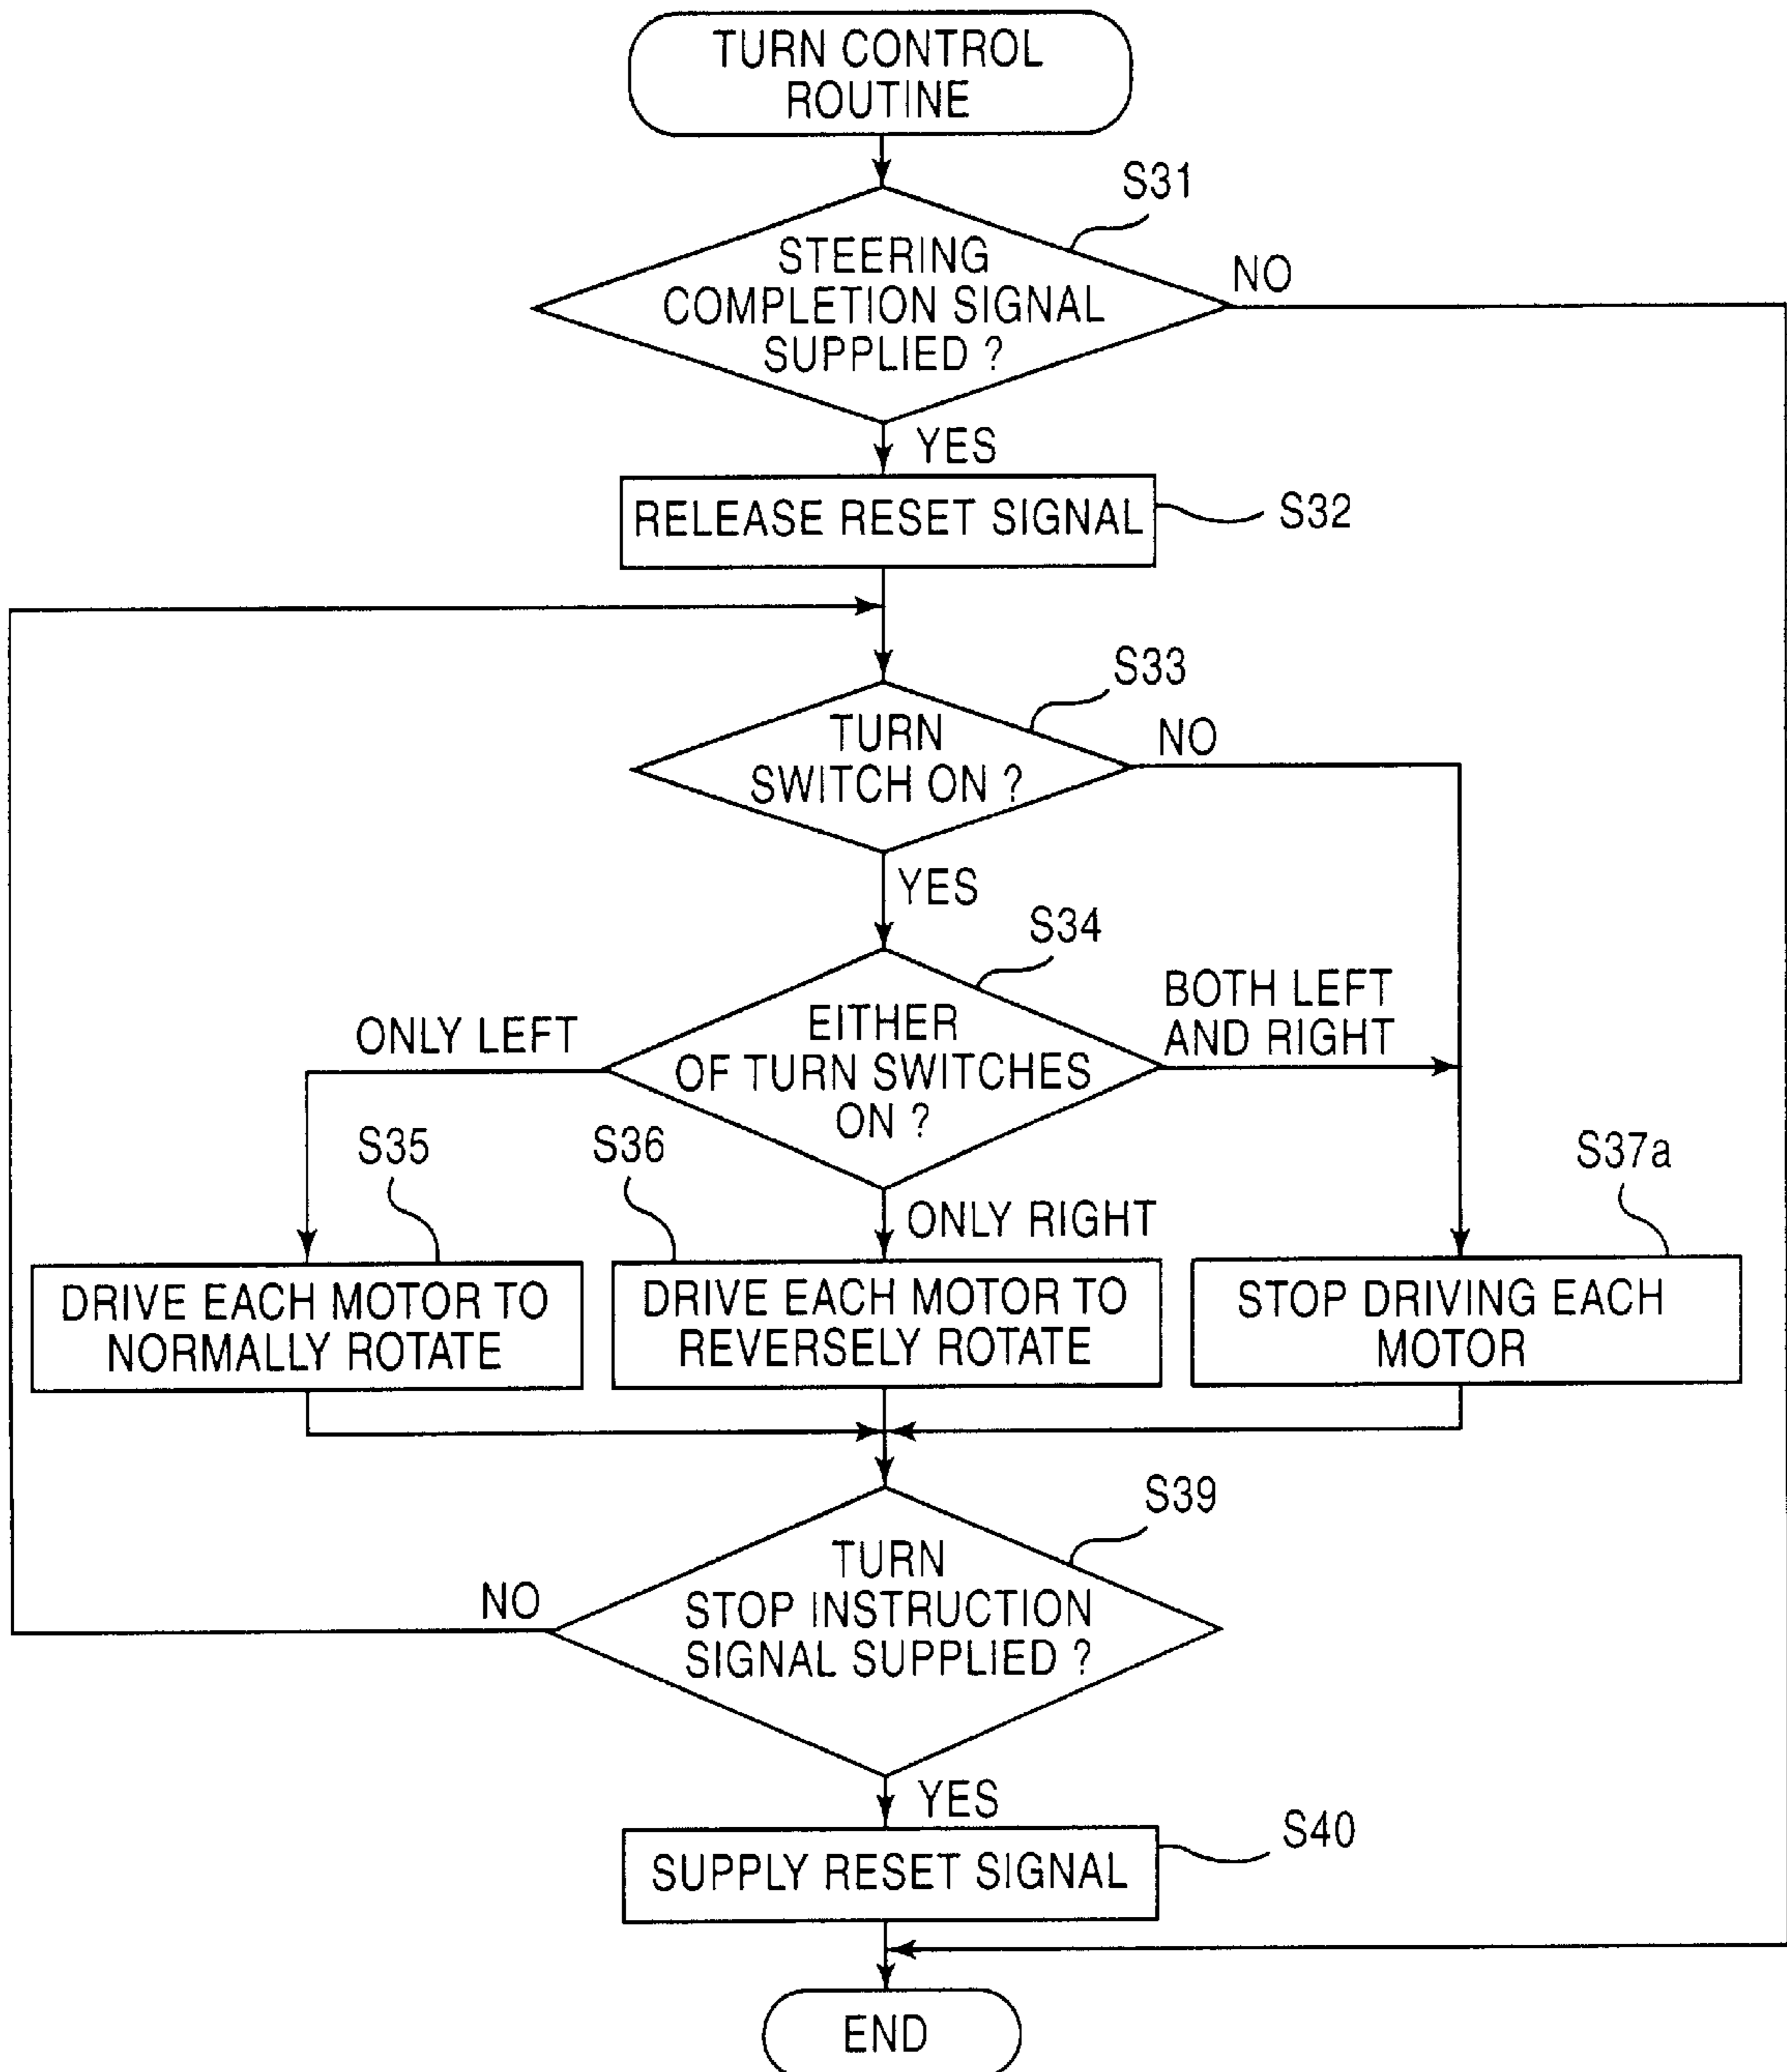 TURN CONTROL
ROUTINE
S31
STEERING
COMPLETION SIGNAL
SUPPLIED ?
NO
YES
RELEASE RESET SIGNAL
S32
S33
TURN
SWITCH ON ?
NO
YES
S34
EITHER
OF TURN SWITCHES
ON ?
ONLY LEFT
BOTH LEFT
AND RIGHT
S35
S36
ONLY RIGHT
S37a
DRIVE EACH MOTOR TO
NORMALLY ROTATE
DRIVE EACH MOTOR TO
REVERSELY ROTATE
STOP DRIVING EACH
MOTOR
S39
TURN
STOP INSTRUCTION
SIGNAL SUPPLIED ?
NO
YES
S40
SUPPLY RESET SIGNAL
END